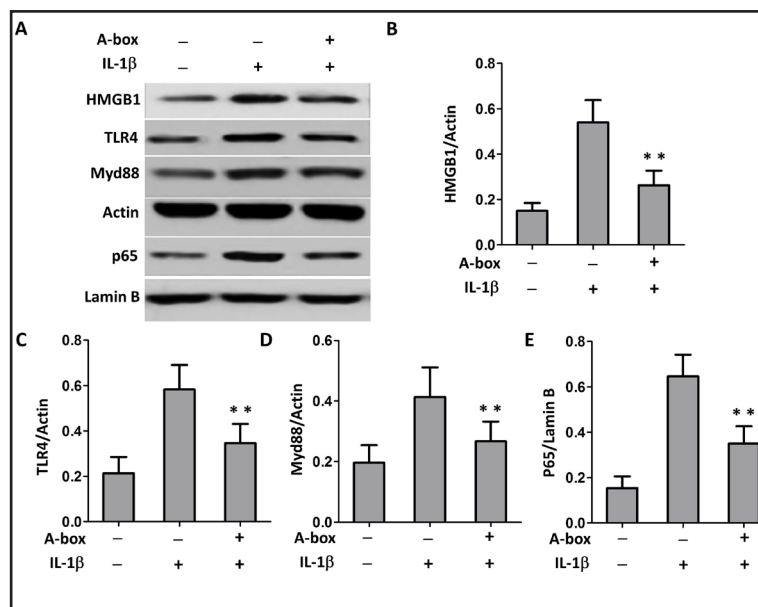 A
A-box – – +
IL-1β – + +
HMGB1
TLR4
Myd88
Actin
p65
Lamin B
B
HMGB1/Actin
0.8
0.6
0.4
0.2
0.0
A-box – – +
IL-1β – + +
**
C
TLR4/Actin
0.8
0.6
0.4
0.2
0.0
**
A-box – – +
IL-1β – + +
D
Myd88/Actin
0.6
0.4
0.2
0.0
**
A-box – – +
IL-1β – + +
E
P65/Lamin B
0.8
0.6
0.4
0.2
0.0
**
A-box – – +
IL-1β – + +